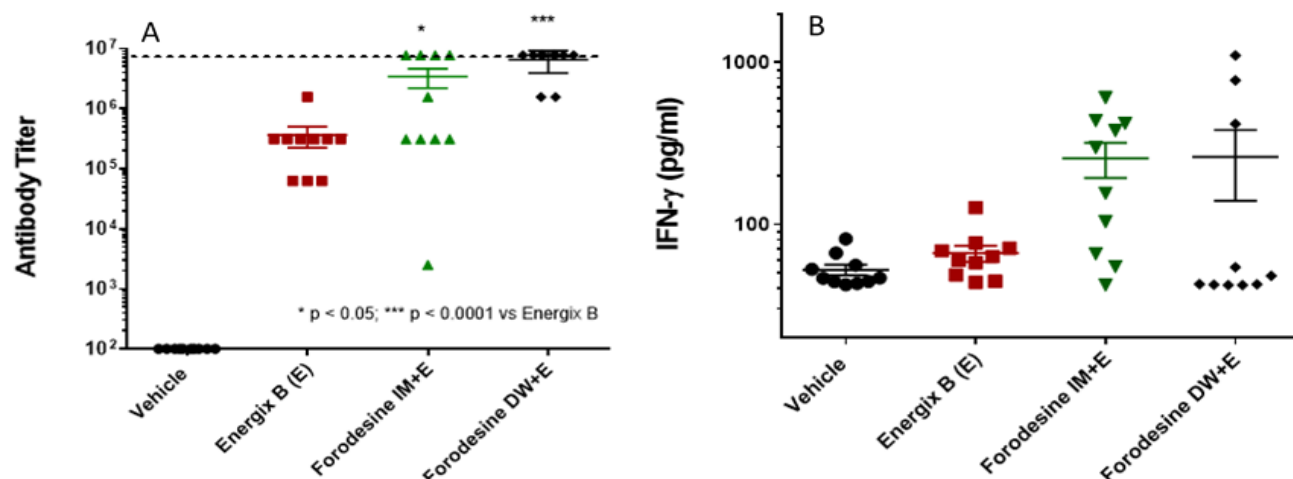 A
*
***
10⁷
10⁶
10⁵
10⁴
10³
10²
Antibody Titer
* p < 0.05; *** p < 0.0001 vs Energix B
Vehicle
Energix B (E)
Forodesine IM+E
Forodesine DW+E
B
1000
100
IFN-γ (pg/ml)
Vehicle
Energix B (E)
Forodesine IM+E
Forodesine DW+E